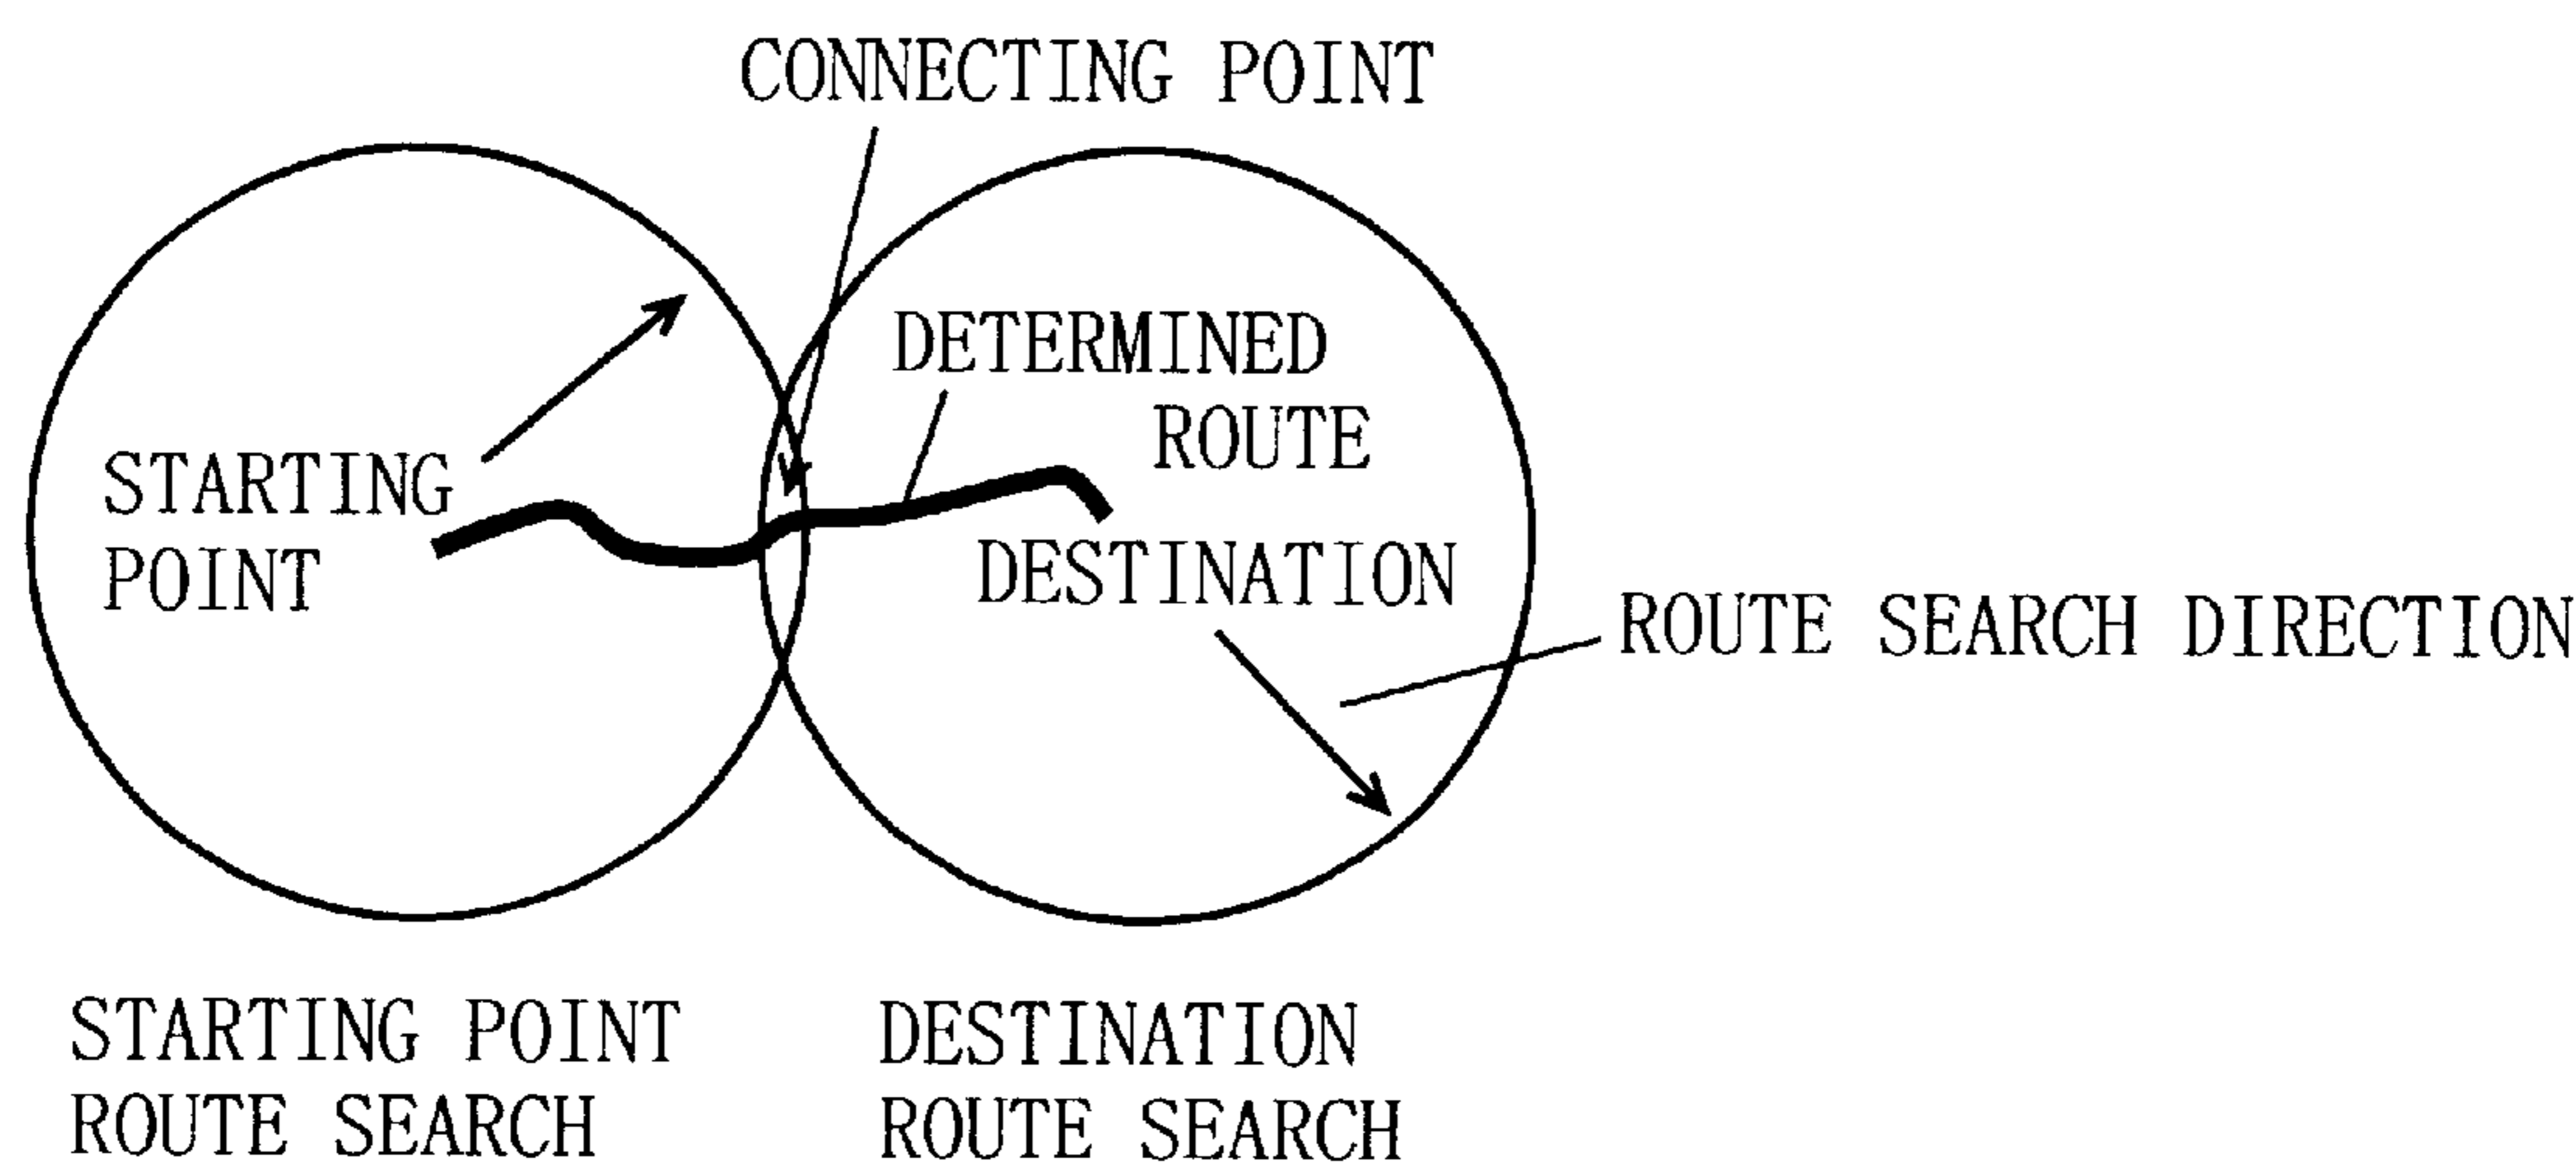 CONNECTING POINT
DETERMINED
ROUTE
STARTING
POINT
DESTINATION
ROUTE SEARCH DIRECTION
STARTING POINT
ROUTE SEARCH
DESTINATION
ROUTE SEARCH